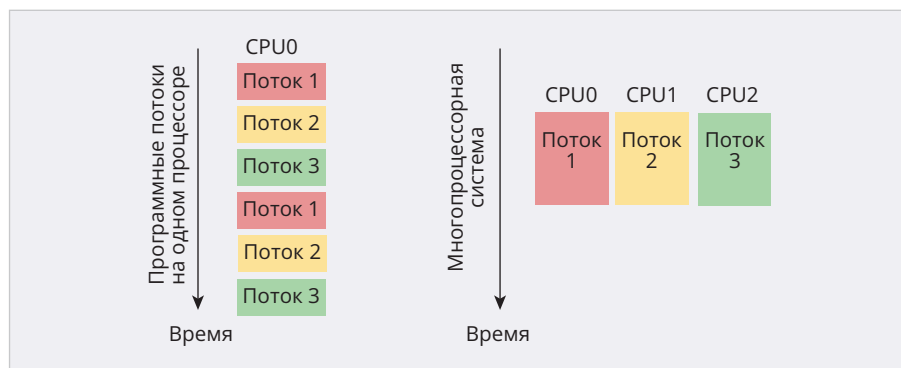 Программные потоки
на одном процессоре
CPU0
Поток 1
Поток 2
Поток 3
Поток 1
Поток 2
Поток 3
Время
Многопроцессорная
система
CPU0 CPU1 CPU2
Поток
1
Поток
2
Поток
3
Время